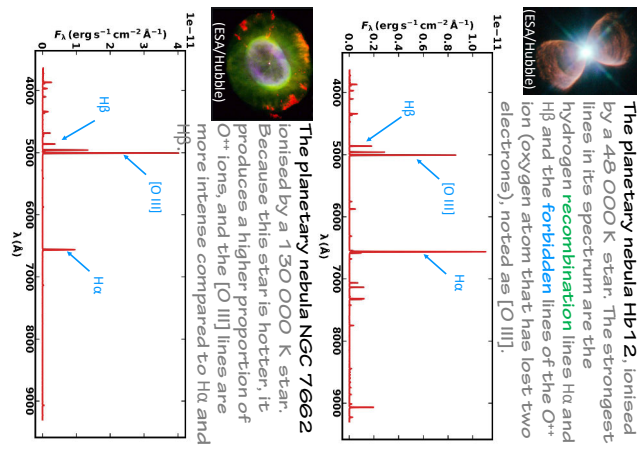 The planetary nebula Hb12, ionised
by a 48 000 K star. The strongest
lines in its spectrum are the
hydrogen recombination lines Hα and
Hβ and the forbidden lines of the O⁺⁺
ion (oxygen atom that has lost two
electrons), noted as [O III].
(ESA/Hubble)
1e−11
F_λ (erg s⁻¹ cm⁻² Å⁻¹)
0.0 0.2 0.4 0.6 0.8 1.0
Hβ
[O III]
Hα
4000 5000 6000 7000 8000 9000
λ (Å)
The planetary nebula NGC 7662
ionised by a 130 000 K star.
Because this star is hotter, it
produces a higher proportion of
O⁺⁺ ions, and the [O III] lines are
more intense compared to Hα and
Hβ.
(ESA/Hubble)
1e−11
F_λ (erg s⁻¹ cm⁻² Å⁻¹)
0 1 2 3 4
Hβ
[O III]
Hα
4000 5000 6000 7000 8000 9000
λ (Å)